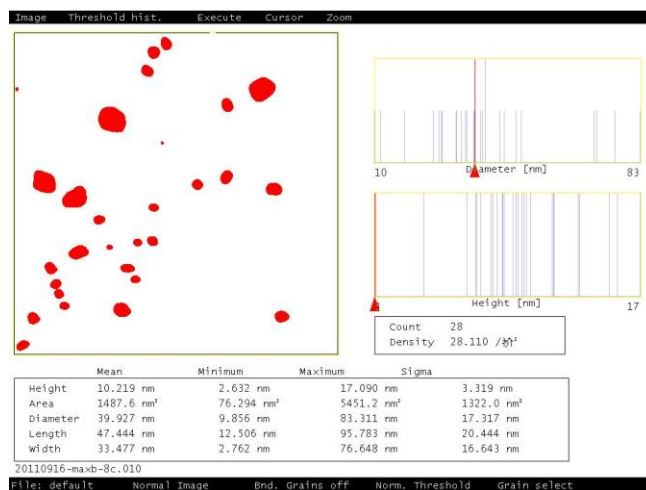 Image Threshold hist. Execute Cursor Zoom
Diameter [nm]
10 83
Height [nm]
17
Count 28
Density 28.110
Mean Minimum Maximum Sigma
Height 10.219 nm 2.632 nm 17.090 nm 3.319 nm
Area 1487.6 nm² 76.294 nm² 5451.2 nm² 1322.0 nm²
Diameter 39.927 nm 9.856 nm 83.311 nm 17.317 nm
Length 47.444 nm 12.506 nm 95.783 nm 20.444 nm
Width 33.477 nm 2.762 nm 76.648 nm 16.643 nm
20110916-maxb-8c.010
File: default Normal Image Bnd. Grains off Norm. Threshold Grain select